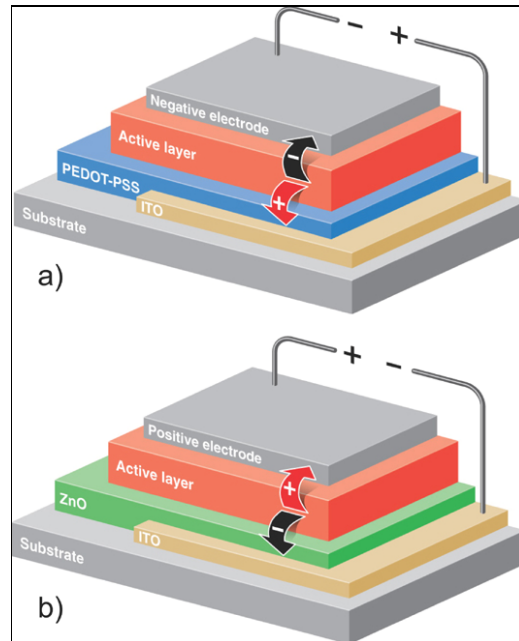 − +
Negative electrode
Active layer
−
PEDOT-PSS
+
ITO
Substrate
a)
+ −
Positive electrode
Active layer
+
ZnO
−
ITO
Substrate
b)